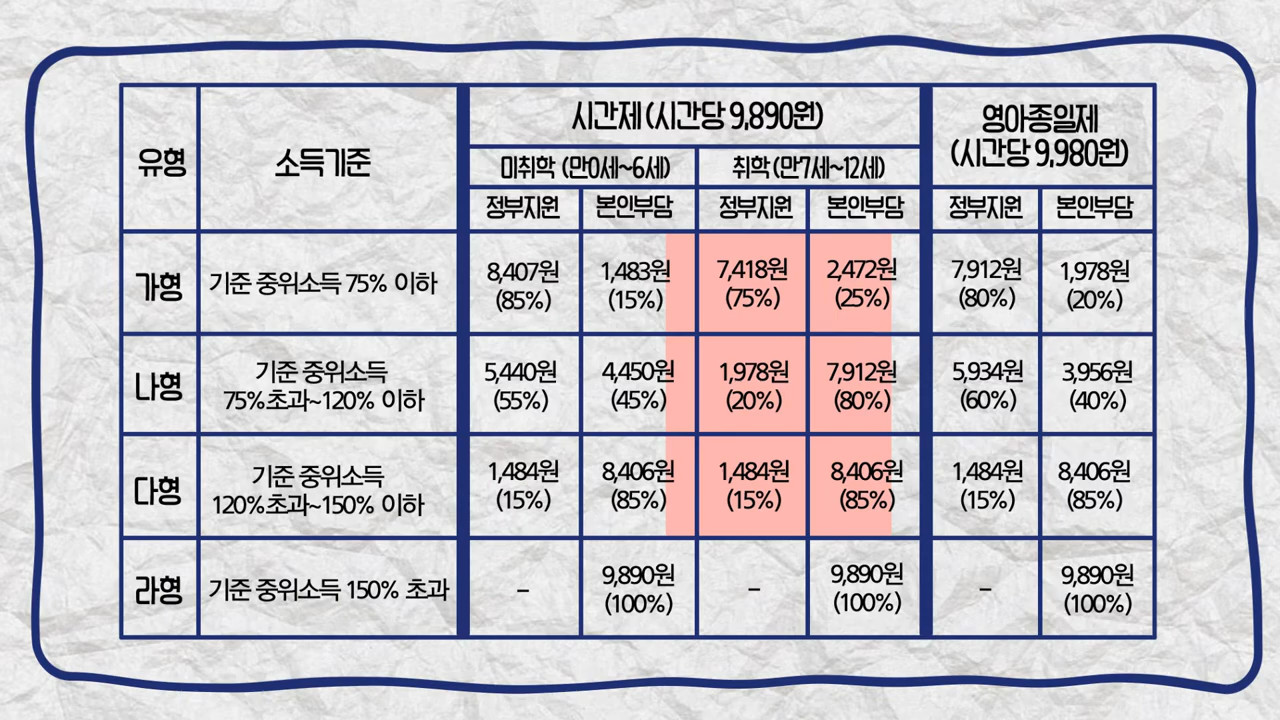 유형
소득기준
시간제 (시간당 9,890원)
영아종일제
(시간당 9,980원)
미취학 (만0세~6세)
취학 (만7세~12세)
정부지원
본인부담
정부지원
본인부담
정부지원
본인부담
가형
기준 중위소득 75% 이하
8,407원
(85%)
1,483원
(15%)
7,418원
(75%)
2,472원
(25%)
7,912원
(80%)
1,978원
(20%)
나형
기준 중위소득
75%초과~120% 이하
5,440원
(55%)
4,450원
(45%)
1,978원
(20%)
7,912원
(80%)
5,934원
(60%)
3,956원
(40%)
다형
기준 중위소득
120%초과~150% 이하
1,484원
(15%)
8,406원
(85%)
1,484원
(15%)
8,406원
(85%)
1,484원
(15%)
8,406원
(85%)
라형
기준 중위소득 150% 초과
–
9,890원
(100%)
–
9,890원
(100%)
–
9,890원
(100%)